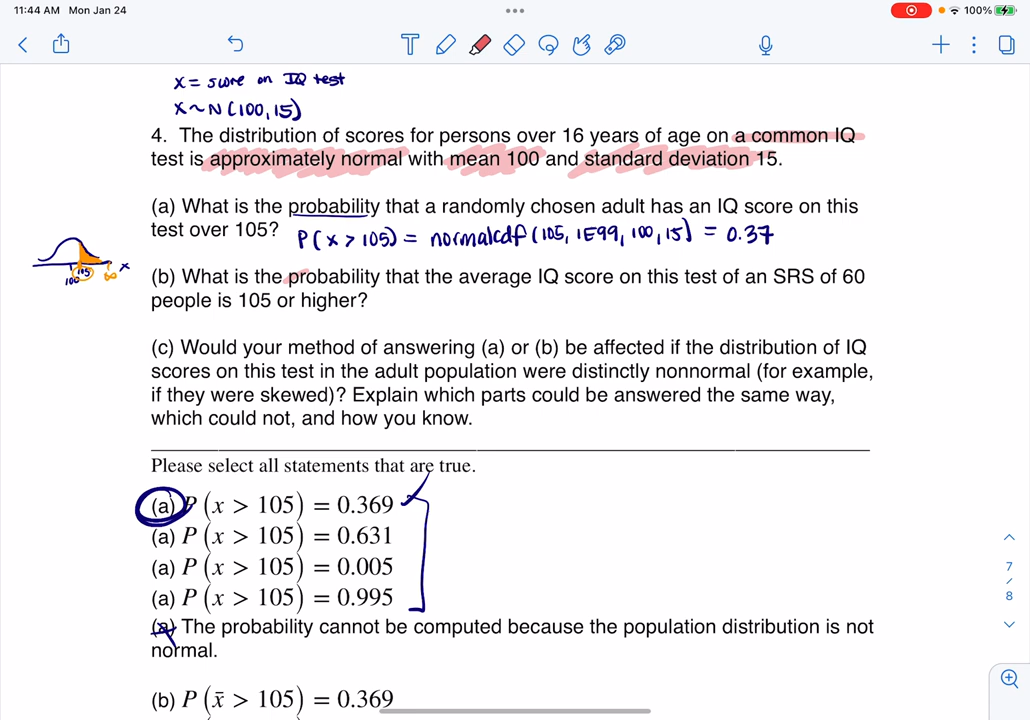 11:44 AM Mon Jan 24
100%
x = score on IQ test
x ~ N(100,15)
4. The distribution of scores for persons over 16 years of age on a common IQ
test is approximately normal with mean 100 and standard deviation 15.
(a) What is the probability that a randomly chosen adult has an IQ score on this
test over 105?
P(x > 105) = normalcdf(105, 1E99, 100, 15) = 0.37
100 105 ∞ x
(b) What is the probability that the average IQ score on this test of an SRS of 60
people is 105 or higher?
(c) Would your method of answering (a) or (b) be affected if the distribution of IQ
scores on this test in the adult population were distinctly nonnormal (for example,
if they were skewed)? Explain which parts could be answered the same way,
which could not, and how you know.
Please select all statements that are true.
(a) P (x > 105) = 0.369
(a) P (x > 105) = 0.631
(a) P (x > 105) = 0.005
(a) P (x > 105) = 0.995
(a) The probability cannot be computed because the population distribution is not
normal.
(b) P (x̄ > 105) = 0.369
7
/
8